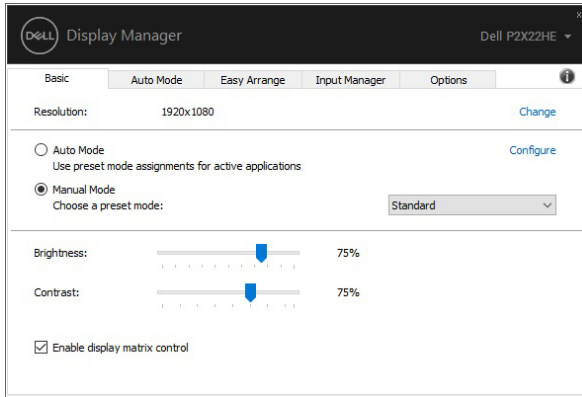 DELL Display Manager
Dell P2X22HE
Basic Auto Mode Easy Arrange Input Manager Options
Resolution: 1920x1080 Change
Auto Mode Configure
Use preset mode assignments for active applications
Manual Mode
Choose a preset mode: Standard
Brightness: 75%
Contrast: 75%
Enable display matrix control